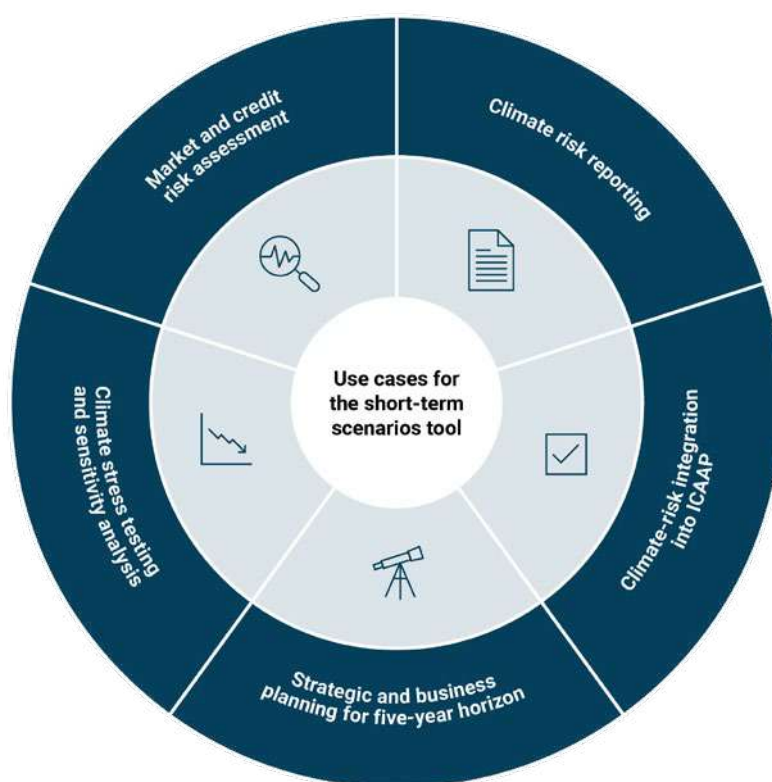 Market and credit
risk assessment
Climate risk reporting
Use cases for
the short-term
scenarios tool
Climate stress testing
and sensitivity analysis
Climate-risk integration
into ICAAP
Strategic and business
planning for five-year horizon